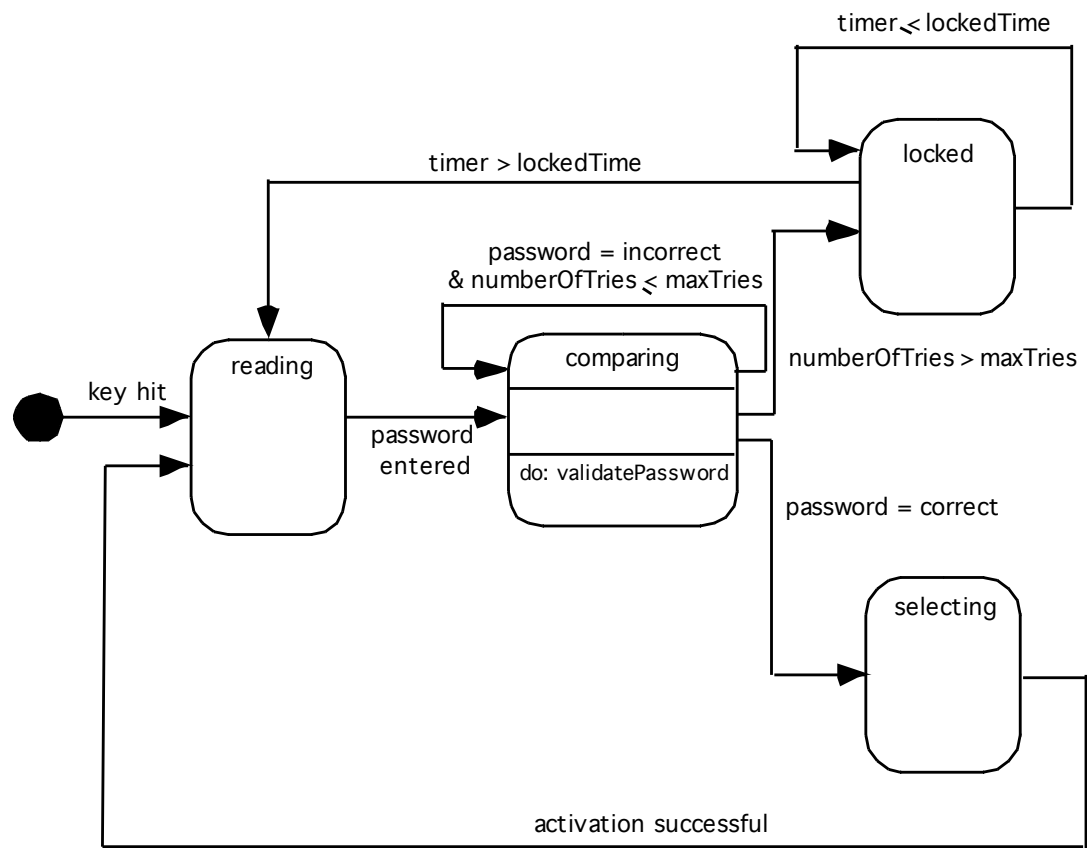 timer ≤ lockedTime
locked
timer > lockedTime
password = incorrect
& numberOfTries ≤ maxTries
comparing
numberOfTries > maxTries
reading
key hit
password
entered
do: validatePassword
password = correct
selecting
activation successful